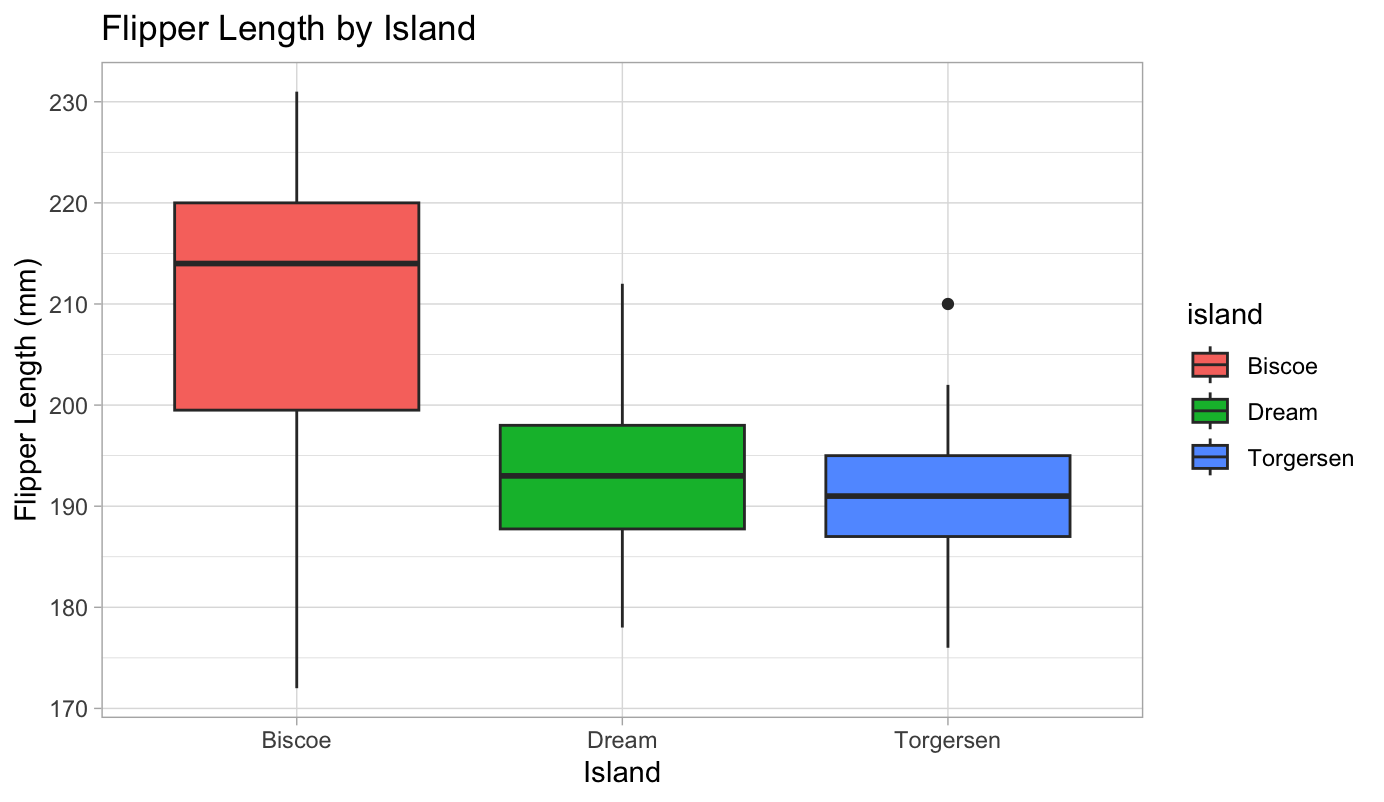 Flipper Length by Island
Flipper Length (mm)
230
220
210
200
190
180
170
Biscoe
Dream
Torgersen
Island
island
Biscoe
Dream
Torgersen